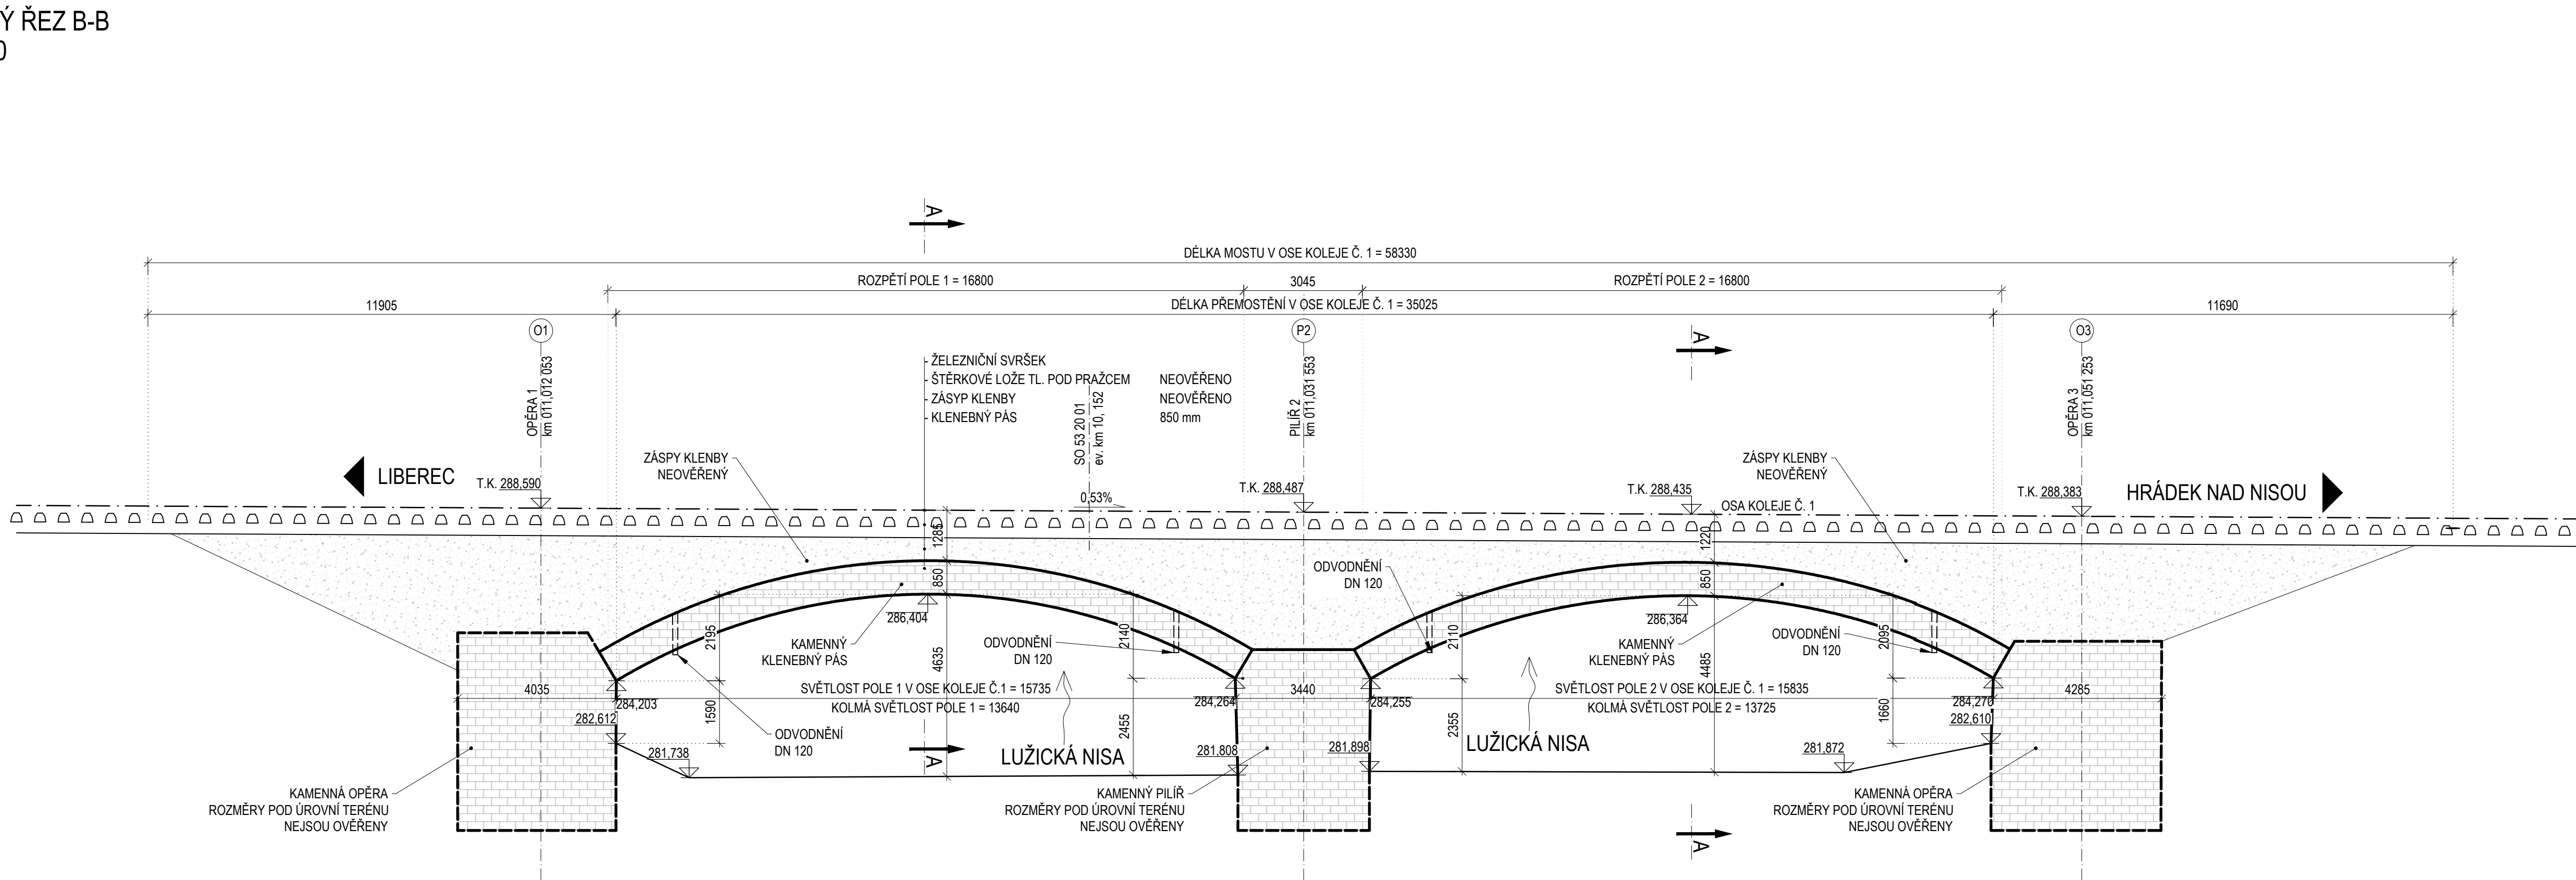 Ý ŘEZ B-B
0
A
DÉLKA MOSTU V OSE KOLEJE Č. 1 = 58330
ROZPĚTÍ POLE 1 = 16800
3045
ROZPĚTÍ POLE 2 = 16800
11905
DÉLKA PŘEMOSTĚNÍ V OSE KOLEJE Č. 1 = 35025
11690
O1
P2
O3
OPĚRA 1
km 011,012 053
PILÍŘ 2
km 011,031 553
OPĚRA 3
km 011,051 253
A
ŽELEZNIČNÍ SVRŠEK
ŠTĚRKOVÉ LOŽE TL. POD PRAŽCEM NEOVĚŘENO
ZÁSYP KLENBY NEOVĚŘENO
KLENEBNÝ PÁS 850 mm
SO 53 20 01
ev. km 10, 152
LIBEREC
ZÁSPY KLENBY
NEOVĚŘENÝ
ZÁSPY KLENBY
NEOVĚŘENÝ
HRÁDEK NAD NISOU
T.K. 288,590
T.K. 288,487
T.K. 288,435
T.K. 288,383
0,53%
OSA KOLEJE Č. 1
1285
1220
850
850
ODVODNĚNÍ
DN 120
286,404
286,364
2195
2140
2110
2095
KAMENNÝ
KLENEBNÝ PÁS
ODVODNĚNÍ
DN 120
KAMENNÝ
KLENEBNÝ PÁS
ODVODNĚNÍ
DN 120
4635
4485
4035
SVĚTLOST POLE 1 V OSE KOLEJE Č.1 = 15735
KOLMÁ SVĚTLOST POLE 1 = 13640
3440
SVĚTLOST POLE 2 V OSE KOLEJE Č. 1 = 15835
KOLMÁ SVĚTLOST POLE 2 = 13725
4285
284,203
284,264
284,255
284,270
282,612
282,610
1590
2455
2355
1660
ODVODNĚNÍ
DN 120
281,738
281,808
281,898
281,872
LUŽICKÁ NISA
LUŽICKÁ NISA
A
KAMENNÁ OPĚRA
ROZMĚRY POD ÚROVNÍ TERÉNU
NEJSOU OVĚŘENY
KAMENNÝ PILÍŘ
ROZMĚRY POD ÚROVNÍ TERÉNU
NEJSOU OVĚŘENY
KAMENNÁ OPĚRA
ROZMĚRY POD ÚROVNÍ TERÉNU
NEJSOU OVĚŘENY
A